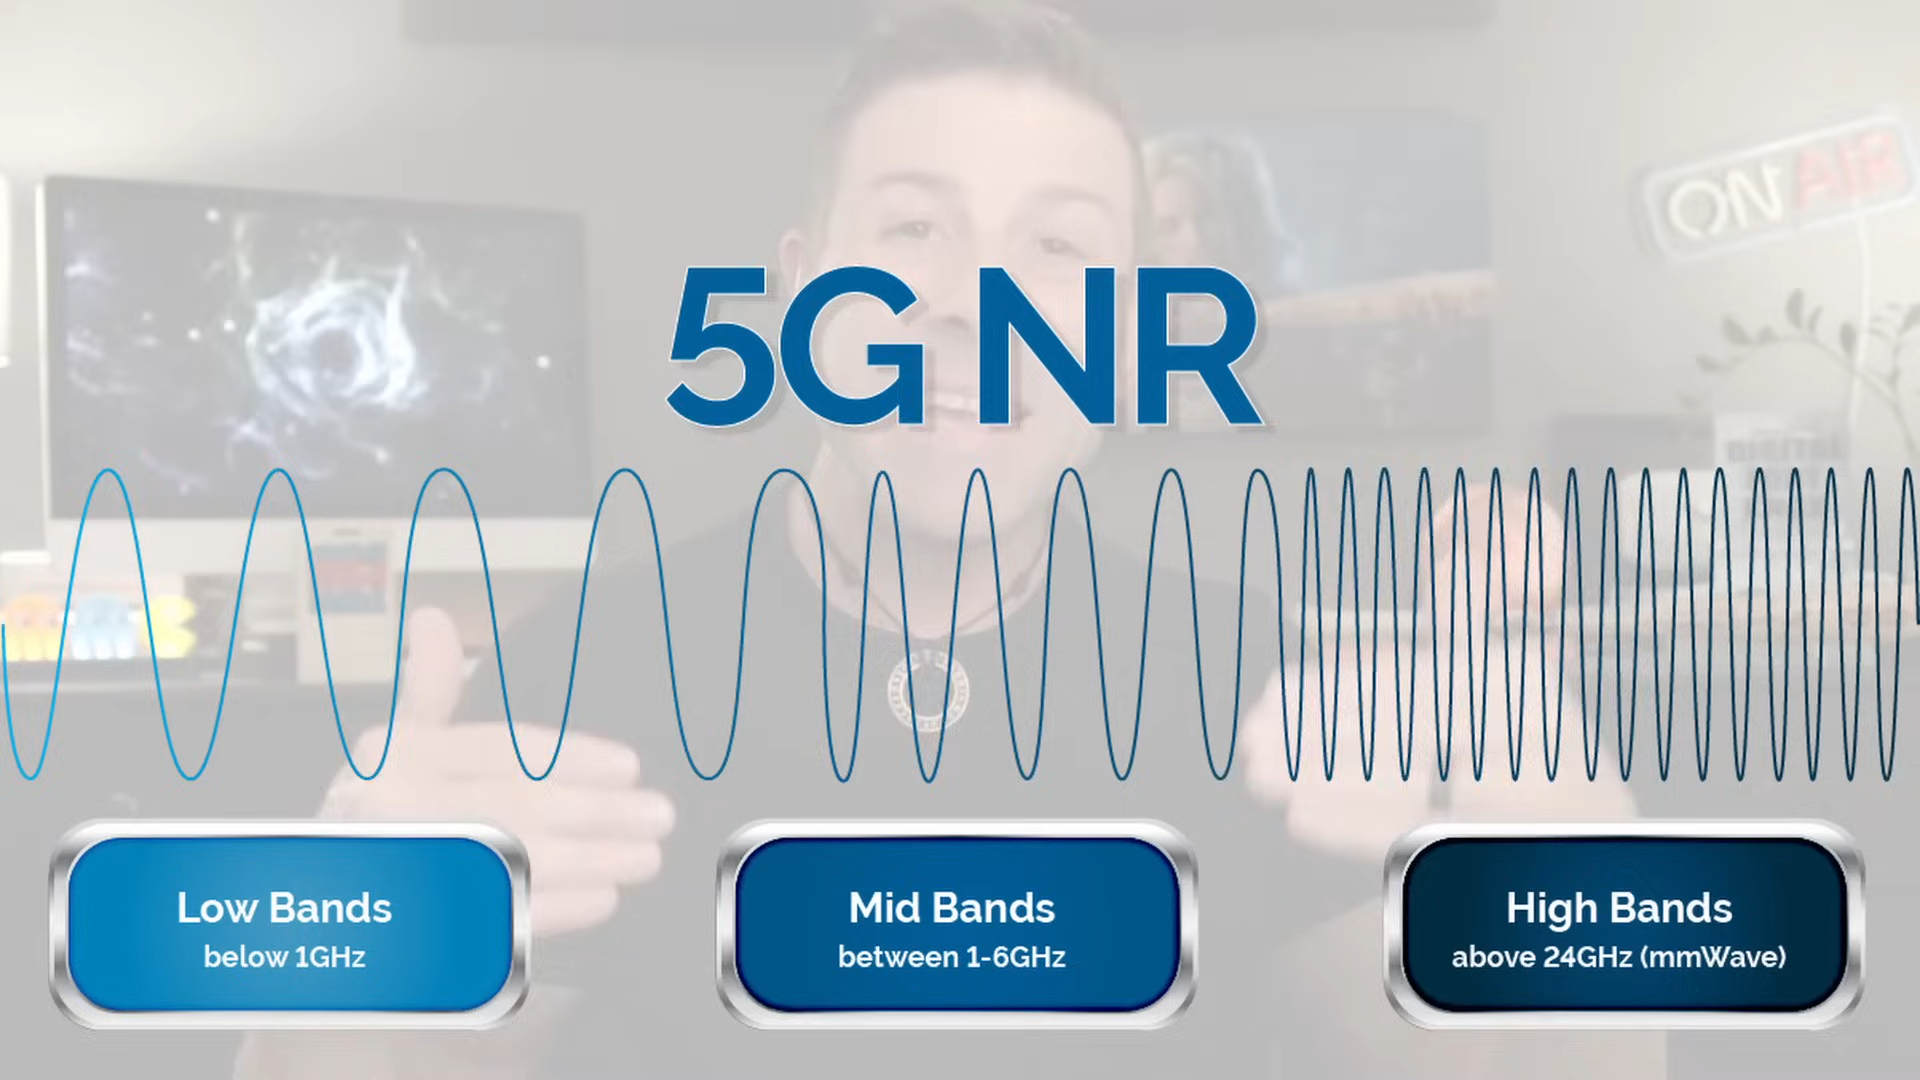 ON AIR
5G NR
Low Bands
below 1GHz
Mid Bands
between 1-6GHz
High Bands
above 24GHz (mmWave)